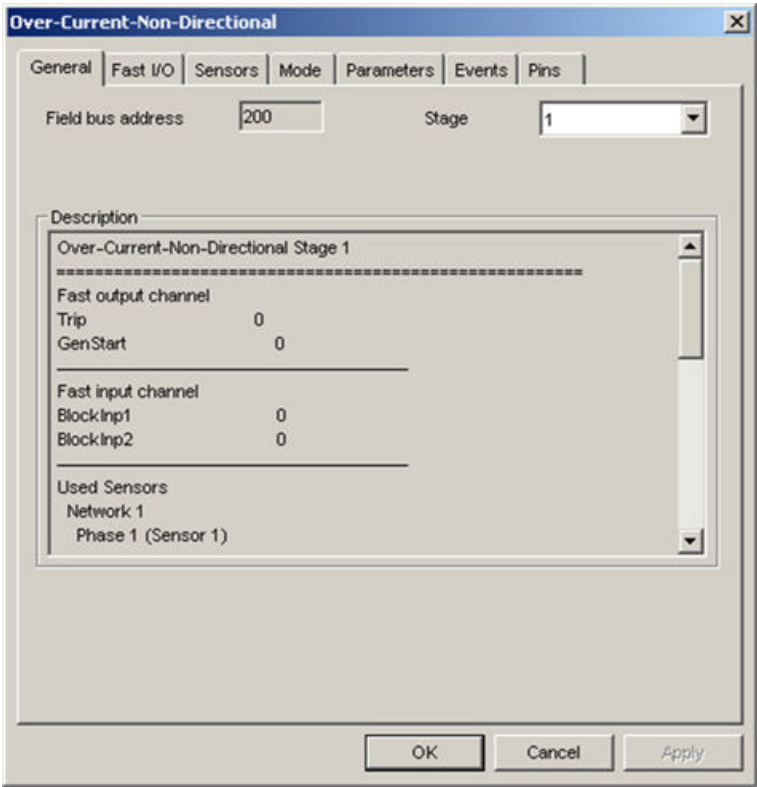 Over-Current-Non-Directional
General Fast I/O Sensors Mode Parameters Events Pins
Field bus address 200 Stage 1
Description
Over-Current-Non-Directional Stage 1
=======================================================
Fast output channel
Trip 0
GenStart 0
Fast input channel
BlockInp1 0
BlockInp2 0
Used Sensors
Network 1
Phase 1 (Sensor 1)
OK Cancel Apply